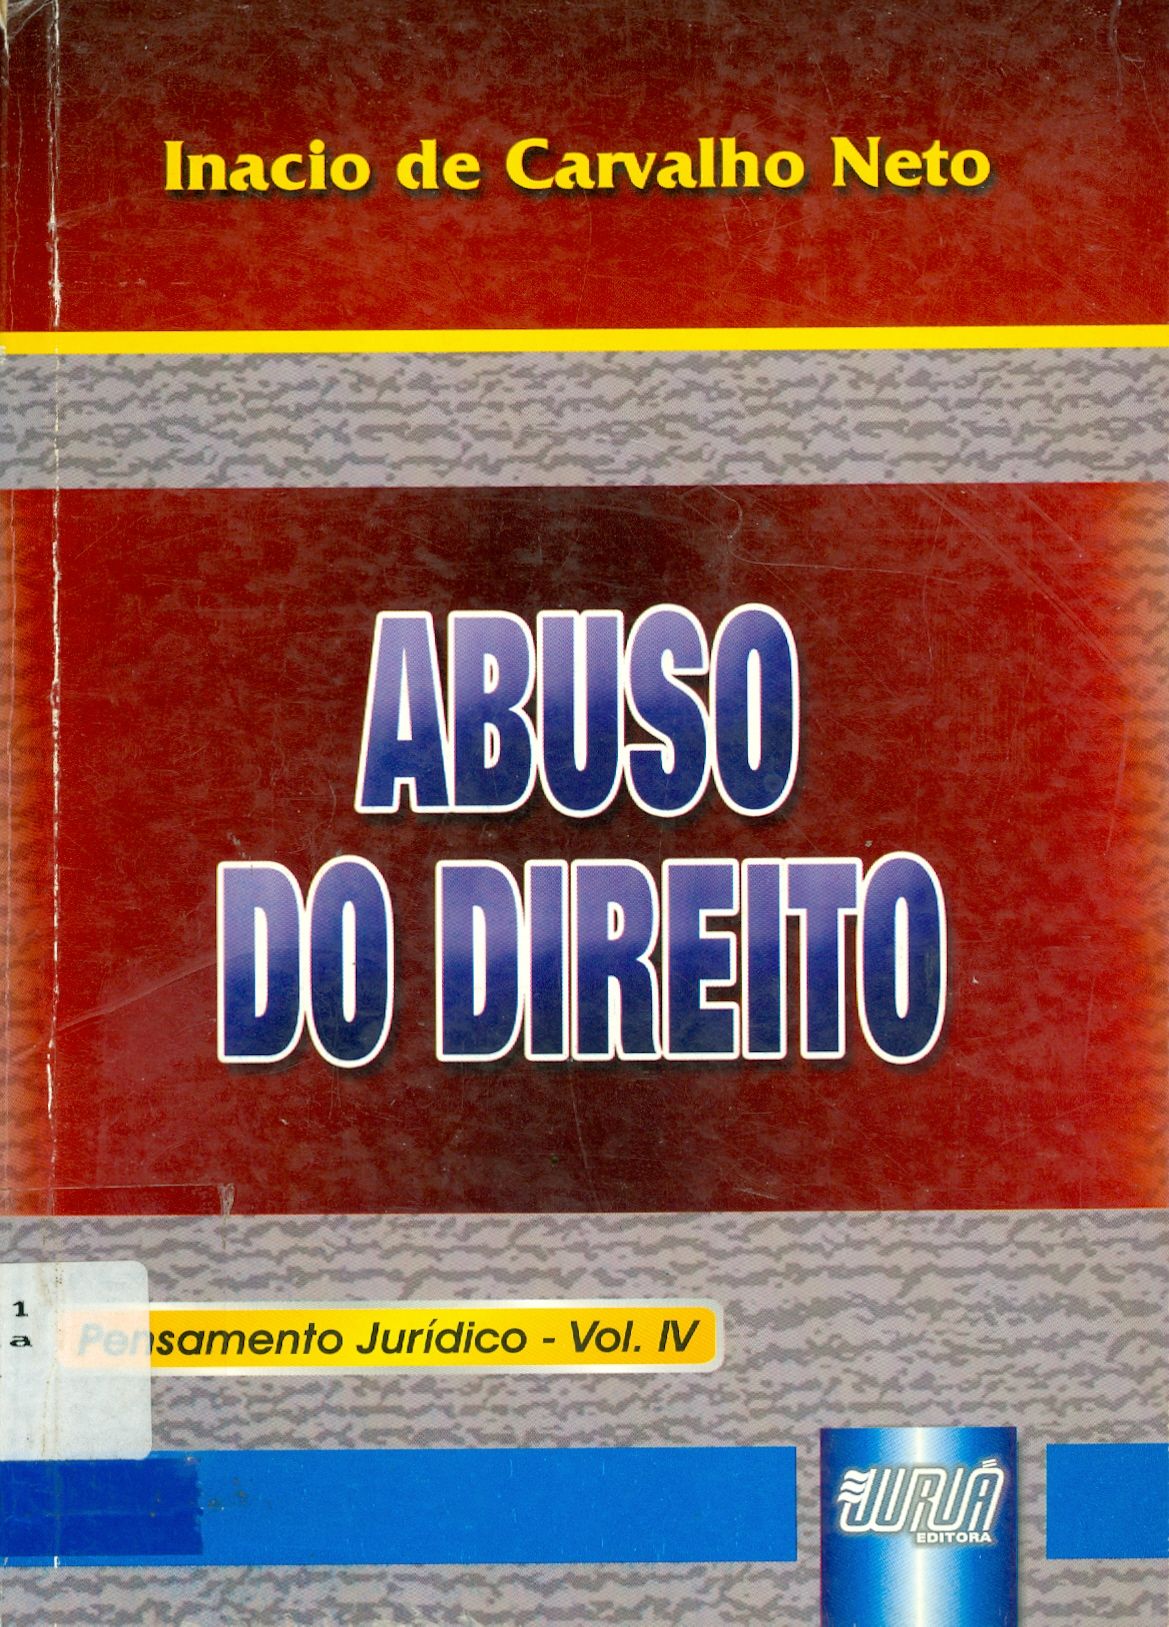 Inacio de Carvalho Neto
ABUSO
DO DIREITO
1
a
Pensamento Jurídico - Vol. IV
JURUÁ
EDITORA